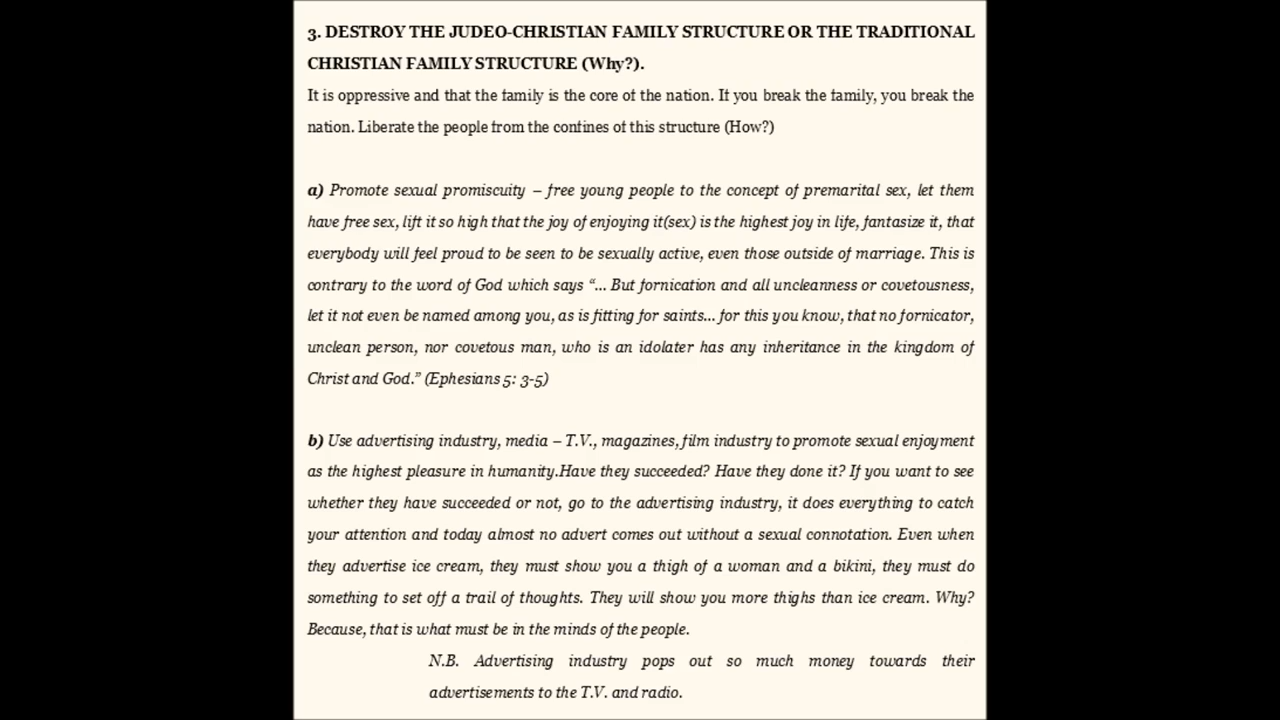 3. DESTROY THE JUDEO-CHRISTIAN FAMILY STRUCTURE OR THE TRADITIONAL
CHRISTIAN FAMILY STRUCTURE (Why?).
It is oppressive and that the family is the core of the nation. If you break the family, you break the
nation. Liberate the people from the confines of this structure (How?)
a) Promote sexual promiscuity – free young people to the concept of premarital sex, let them
have free sex, lift it so high that the joy of enjoying it(sex) is the highest joy in life, fantasize it, that
everybody will feel proud to be seen to be sexually active, even those outside of marriage. This is
contrary to the word of God which says “... But fornication and all uncleanness or covetousness,
let it not even be named among you, as is fitting for saints... for this you know, that no fornicator,
unclean person, nor covetous man, who is an idolater has any inheritance in the kingdom of
Christ and God.” (Ephesians 5: 3-5)
b) Use advertising industry, media – T.V., magazines, film industry to promote sexual enjoyment
as the highest pleasure in humanity.Have they succeeded? Have they done it? If you want to see
whether they have succeeded or not, go to the advertising industry, it does everything to catch
your attention and today almost no advert comes out without a sexual connotation. Even when
they advertise ice cream, they must show you a thigh of a woman and a bikini, they must do
something to set off a trail of thoughts. They will show you more thighs than ice cream. Why?
Because, that is what must be in the minds of the people.
N.B. Advertising industry pops out so much money towards their
advertisements to the T.V. and radio.